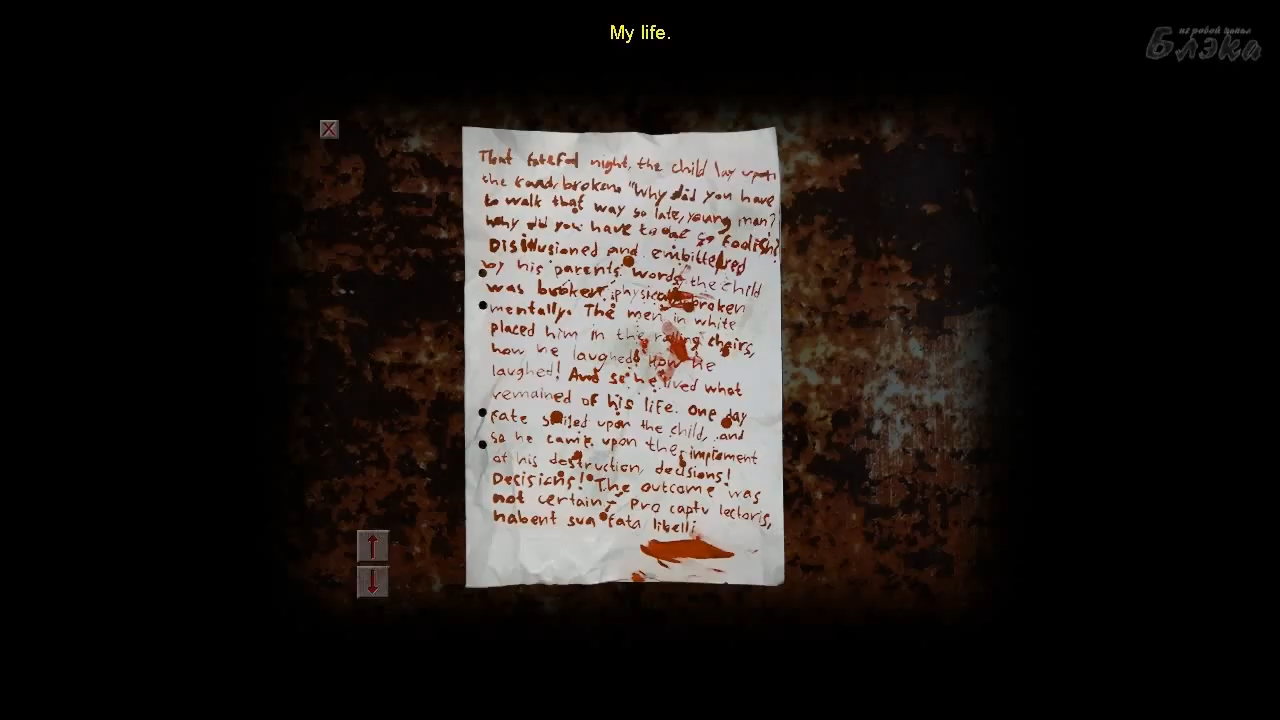 My life.
игровой канал
Блэка
That fateful night, the child lay upon
the road, broken. "Why did you have
to walk that way so late, young man?
Why did you have to be so foolish?
Disillusioned and embittered
by his parents' words, the child
was broken, physically broken
mentally. The men in white
placed him in the rolling chairs,
how he laughed! How he
laughed! And so he lived what
remained of his life. One day
fate smiled upon the child, and
so he came upon the implement
of his destruction, decisions!
Decisions! The outcome was
not certain - Pro captu lectoris,
habent sua fata libelli